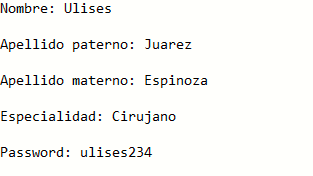 Nombre: Ulises
Apellido paterno: Juarez
Apellido materno: Espinoza
Especialidad: Cirujano
Password: ulises234